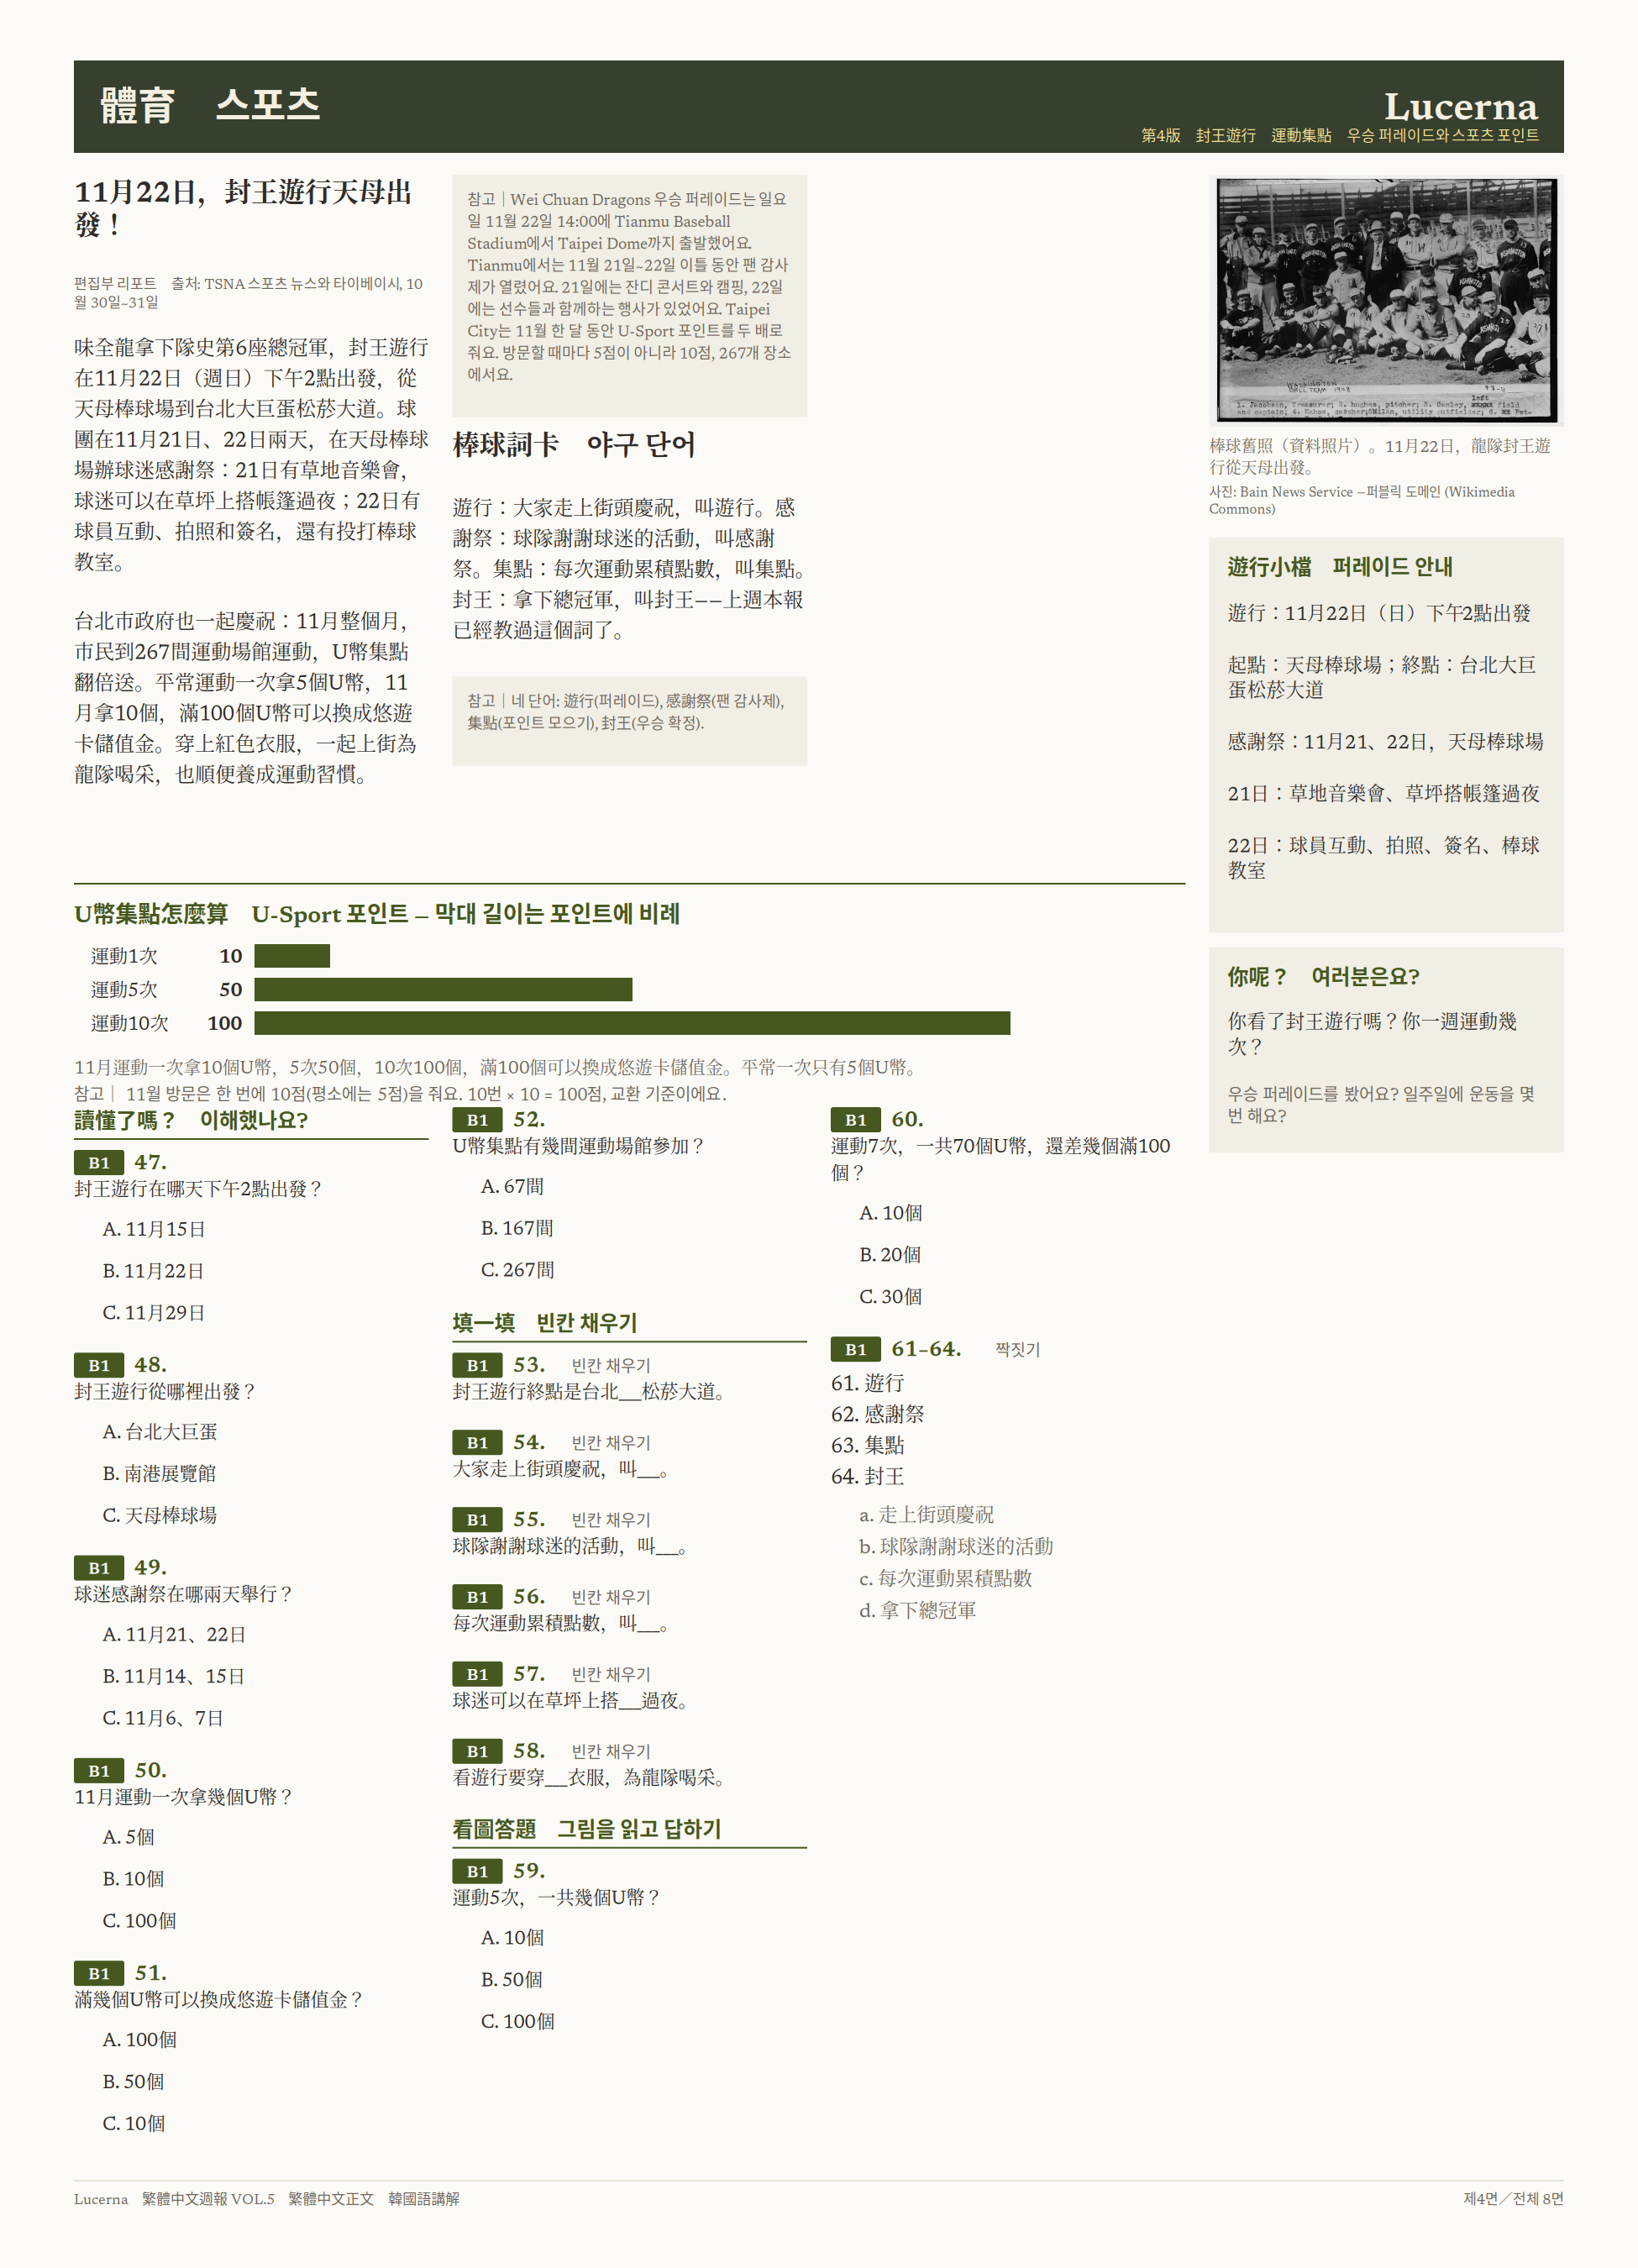 體育　스포츠
Lucerna
第4版　封王遊行　運動集點　우승 퍼레이드와 스포츠 포인트
11月22日，封王遊行天母出
發！
편집부 리포트　출처: TSNA 스포츠 뉴스와 타이베이시, 10
월 30일~31일
味全龍拿下隊史第6座總冠軍，封王遊行
在11月22日（週日）下午2點出發，從
天母棒球場到台北大巨蛋松菸大道。球
團在11月21日、22日兩天，在天母棒球
場辦球迷感謝祭：21日有草地音樂會，
球迷可以在草坪上搭帳篷過夜；22日有
球員互動、拍照和簽名，還有投打棒球
教室。
台北市政府也一起慶祝：11月整個月，
市民到267間運動場館運動，U幣集點
翻倍送。平常運動一次拿5個U幣，11
月拿10個，滿100個U幣可以換成悠遊
卡儲值金。穿上紅色衣服，一起上街為
龍隊喝采，也順便養成運動習慣。
참고｜Wei Chuan Dragons 우승 퍼레이드는 일요
일 11월 22일 14:00에 Tianmu Baseball
Stadium에서 Taipei Dome까지 출발했어요.
Tianmu에서는 11월 21일~22일 이틀 동안 팬 감사
제가 열렸어요. 21일에는 잔디 콘서트와 캠핑, 22일
에는 선수들과 함께하는 행사가 있었어요. Taipei
City는 11월 한 달 동안 U-Sport 포인트를 두 배로
줘요. 방문할 때마다 5점이 아니라 10점, 267개 장소
에서요.
棒球詞卡　야구 단어
遊行：大家走上街頭慶祝，叫遊行。感
謝祭：球隊謝謝球迷的活動，叫感謝
祭。集點：每次運動累積點數，叫集點。
封王：拿下總冠軍，叫封王——上週本報
已經教過這個詞了。
참고｜네 단어: 遊行(퍼레이드), 感謝祭(팬 감사제),
集點(포인트 모으기), 封王(우승 확정).
WASHINGTON
BALL TEAM 1908
left
1. Jacobson, Treasurer; B. hughes, pitcher; S. Ganley, field
棒球舊照（資料照片）。11月22日，龍隊封王遊
行從天母出發。
사진: Bain News Service – 퍼블릭 도메인 (Wikimedia
Commons)
遊行小檔　퍼레이드 안내
遊行：11月22日（日）下午2點出發
起點：天母棒球場；終點：台北大巨
蛋松菸大道
感謝祭：11月21、22日，天母棒球場
21日：草地音樂會、草坪搭帳篷過夜
22日：球員互動、拍照、簽名、棒球
教室
你呢？　여러분은요?
你看了封王遊行嗎？你一週運動幾
次？
우승 퍼레이드를 봤어요? 일주일에 운동을 몇
번 해요?
U幣集點怎麼算　U-Sport 포인트 — 막대 길이는 포인트에 비례
運動1次 10
運動5次 50
運動10次 100
11月運動一次拿10個U幣，5次50個，10次100個，滿100個可以換成悠遊卡儲值金。平常一次只有5個U幣。
참고｜ 11월 방문은 한 번에 10점(평소에는 5점)을 줘요. 10번 × 10 = 100점, 교환 기준이에요.
讀懂了嗎？　이해했나요?
B1 47.
封王遊行在哪天下午2點出發？
A. 11月15日
B. 11月22日
C. 11月29日
B1 48.
封王遊行從哪裡出發？
A. 台北大巨蛋
B. 南港展覽館
C. 天母棒球場
B1 49.
球迷感謝祭在哪兩天舉行？
A. 11月21、22日
B. 11月14、15日
C. 11月6、7日
B1 50.
11月運動一次拿幾個U幣？
A. 5個
B. 10個
C. 100個
B1 51.
滿幾個U幣可以換成悠遊卡儲值金？
A. 100個
B. 50個
C. 10個
B1 52.
U幣集點有幾間運動場館參加？
A. 67間
B. 167間
C. 267間
填一填　빈칸 채우기
B1 53. 빈칸 채우기
封王遊行終點是台北__松菸大道。
B1 54. 빈칸 채우기
大家走上街頭慶祝，叫__。
B1 55. 빈칸 채우기
球隊謝謝球迷的活動，叫__。
B1 56. 빈칸 채우기
每次運動累積點數，叫__。
B1 57. 빈칸 채우기
球迷可以在草坪上搭__過夜。
B1 58. 빈칸 채우기
看遊行要穿__衣服，為龍隊喝采。
看圖答題　그림을 읽고 답하기
B1 59.
運動5次，一共幾個U幣？
A. 10個
B. 50個
C. 100個
B1 60.
運動7次，一共70個U幣，還差幾個滿100
個？
A. 10個
B. 20個
C. 30個
B1 61–64. 짝짓기
61. 遊行
62. 感謝祭
63. 集點
64. 封王
a. 走上街頭慶祝
b. 球隊謝謝球迷的活動
c. 每次運動累積點數
d. 拿下總冠軍
Lucerna　繁體中文週報 VOL.5　繁體中文正文　韓國語講解
제4면／전체 8면